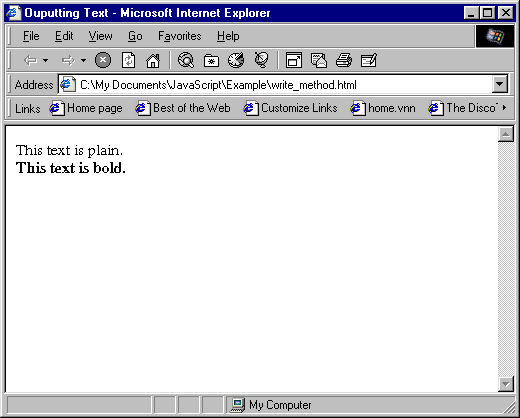 Ouputting Text - Microsoft Internet Explorer
File Edit View Go Favorites Help
Address C:\My Documents\JavaScript\Example\write_method.html
Links Home page Best of the Web Customize Links home.vnn The Disco
This text is plain.
This text is bold.
My Computer